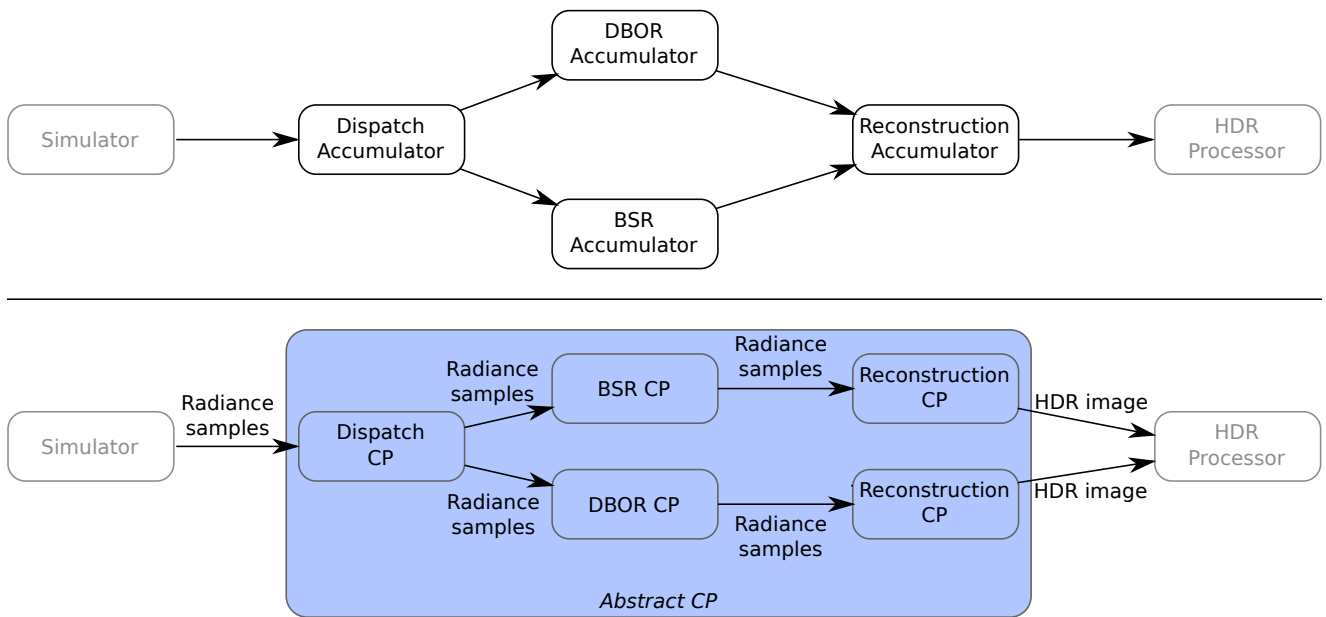 DBOR
Accumulator
Simulator
Dispatch
Accumulator
Reconstruction
Accumulator
HDR
Processor
BSR
Accumulator
Radiance
samples
Radiance
samples
BSR CP
Radiance
samples
Reconstruction
CP
HDR image
Simulator
Dispatch
CP
HDR
Processor
Radiance
samples
DBOR CP
Radiance
samples
Reconstruction
CP
HDR image
Abstract CP